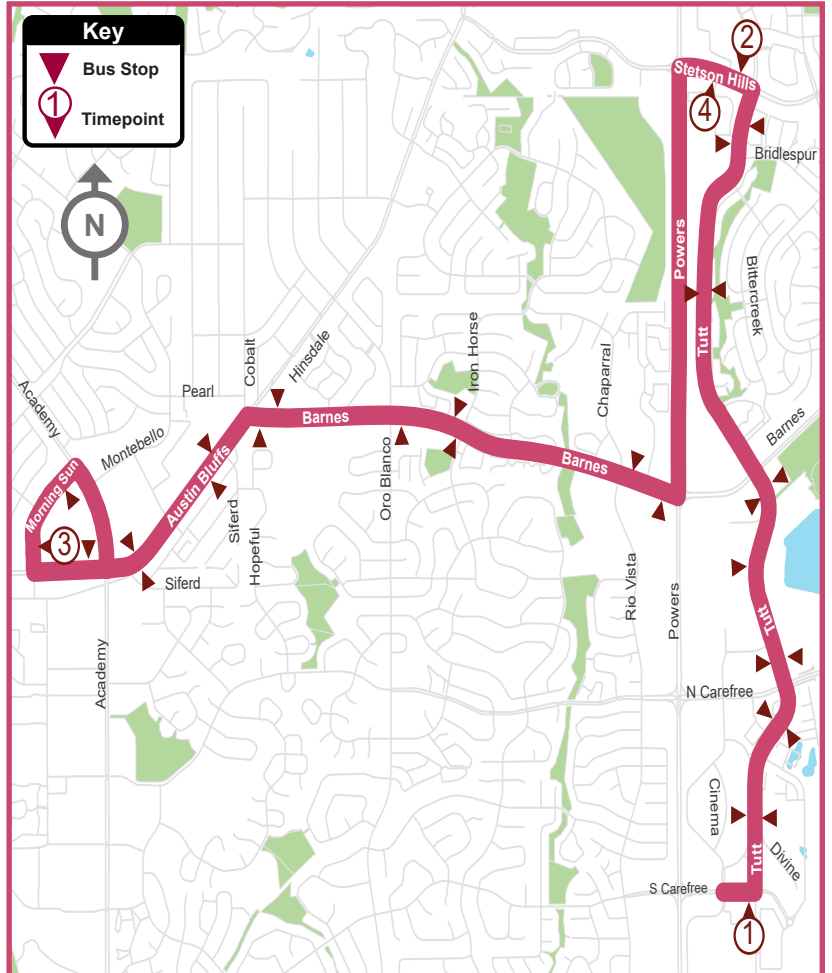 Key
Bus Stop
1
Timepoint
N
2
Stetson Hills
4
Bridlespur
Powers
Bittercreek
Tutt
Cobalt
Hinsdale
Iron Horse
Chaparral
Pearl
Academy
Montebello
Barnes
Barnes
Barnes
Morning Sun
Austin Bluffs
Oro Blanco
Siferd
Hopeful
3
Siferd
Rio Vista
Powers
Tutt
Academy
N Carefree
Cinema
Tutt
Divine
S Carefree
1